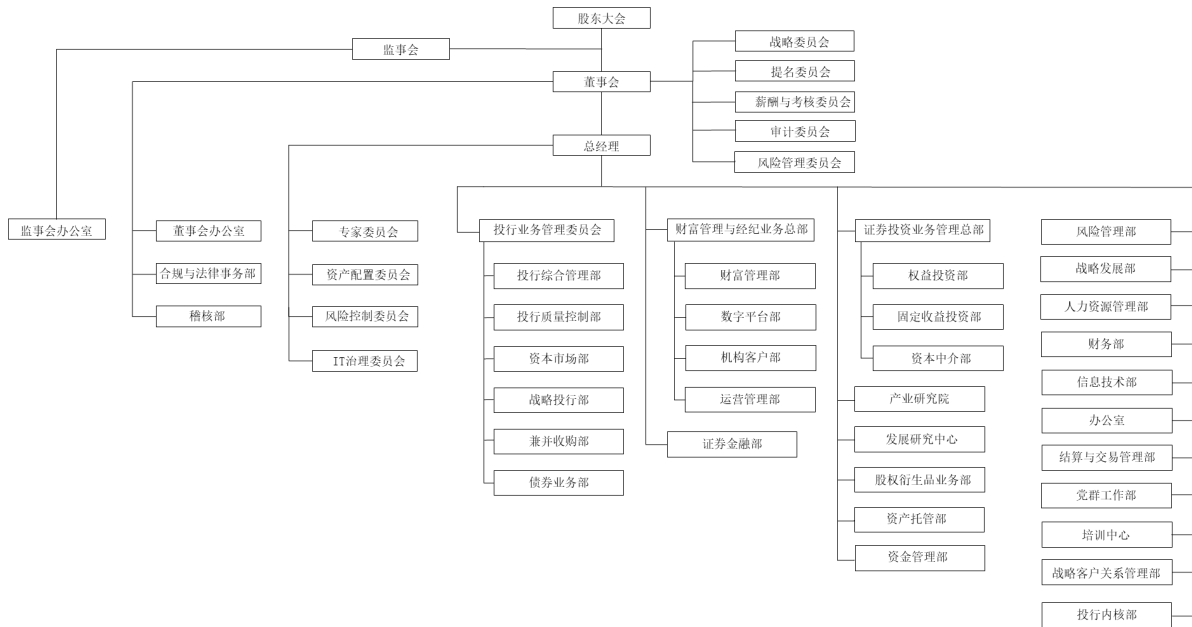 股东大会
监事会
战略委员会
提名委员会
董事会
薪酬与考核委员会
审计委员会
总经理
风险管理委员会
监事会办公室
董事会办公室
合规与法律事务部
稽核部
专家委员会
资产配置委员会
风险控制委员会
IT治理委员会
投行业务管理委员会
投行综合管理部
投行质量控制部
资本市场部
战略投行部
兼并收购部
债券业务部
财富管理与经纪业务总部
财富管理部
数字平台部
机构客户部
运营管理部
证券金融部
证券投资业务管理总部
权益投资部
固定收益投资部
资本中介部
产业研究院
发展研究中心
股权衍生品业务部
资产托管部
资金管理部
风险管理部
战略发展部
人力资源管理部
财务部
信息技术部
办公室
结算与交易管理部
党群工作部
培训中心
战略客户关系管理部
投行内核部